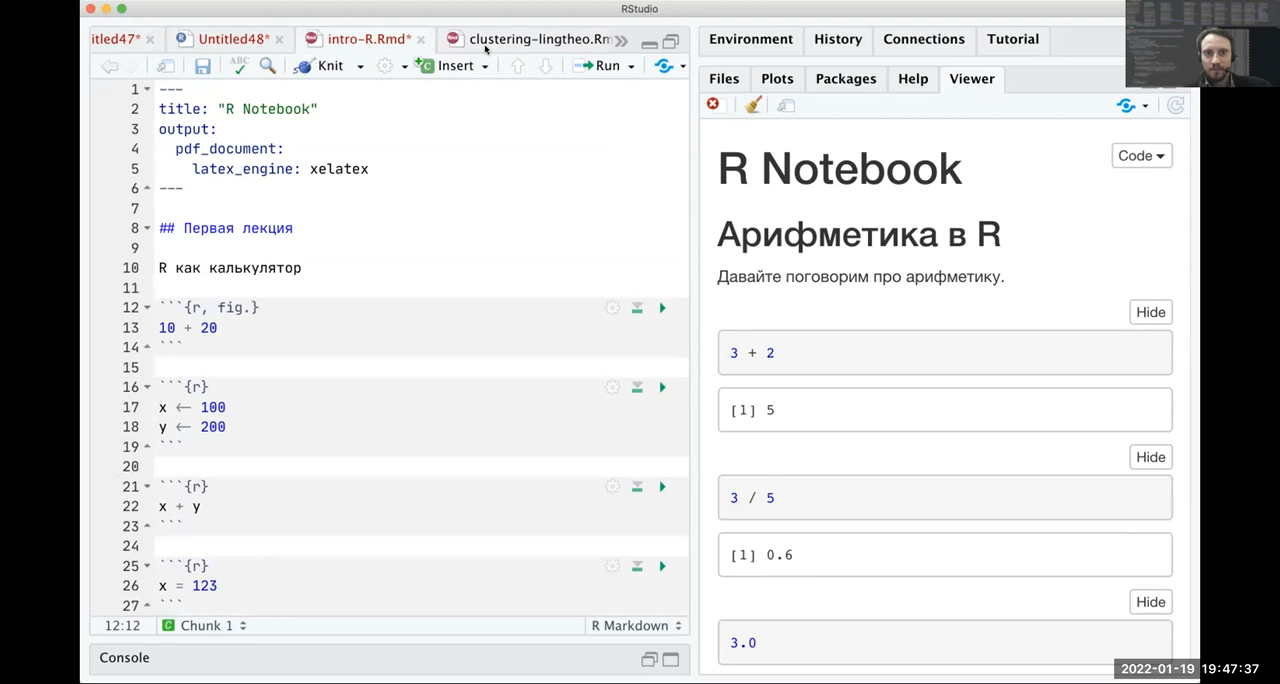 RStudio
itled47*
Untitled48*
intro-R.Rmd*
clustering-lingtheo.Rm
ABC
Knit
Insert
Run
1 ---
2 title: "R Notebook"
3 output:
4 pdf_document:
5 latex_engine: xelatex
6 ---
7
8 ## Первая лекция
9
10 R как калькулятор
11
12 ```{r, fig.}
13 10 + 20
14 ```
15
16 ```{r}
17 x ← 100
18 y ← 200
19 ```
20
21 ```{r}
22 x + y
23 ```
24
25 ```{r}
26 x = 123
27 ```
12:12
C Chunk 1
R Markdown
Console
Environment
History
Connections
Tutorial
Files
Plots
Packages
Help
Viewer
R Notebook
Code
Арифметика в R
Давайте поговорим про арифметику.
Hide
3 + 2
[1] 5
Hide
3 / 5
[1] 0.6
Hide
3.0
2022-01-19 19:47:37